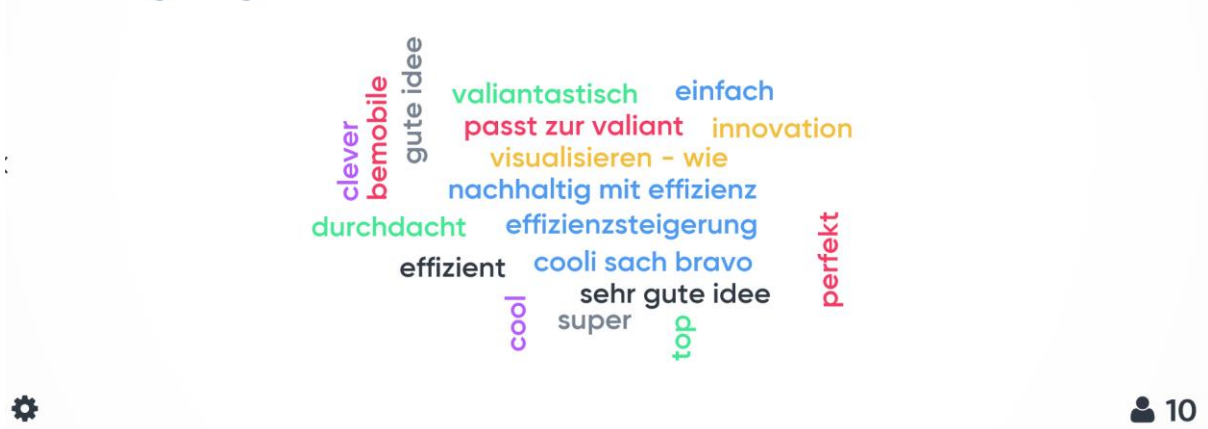 gute idee
bemobile
clever
valiantastisch
einfach
passt zur valiant
innovation
visualisieren - wie
nachhaltig mit effizienz
durchdacht
effizienzsteigerung
perfekt
effizient
cooli sach bravo
sehr gute idee
cool
super
top
10